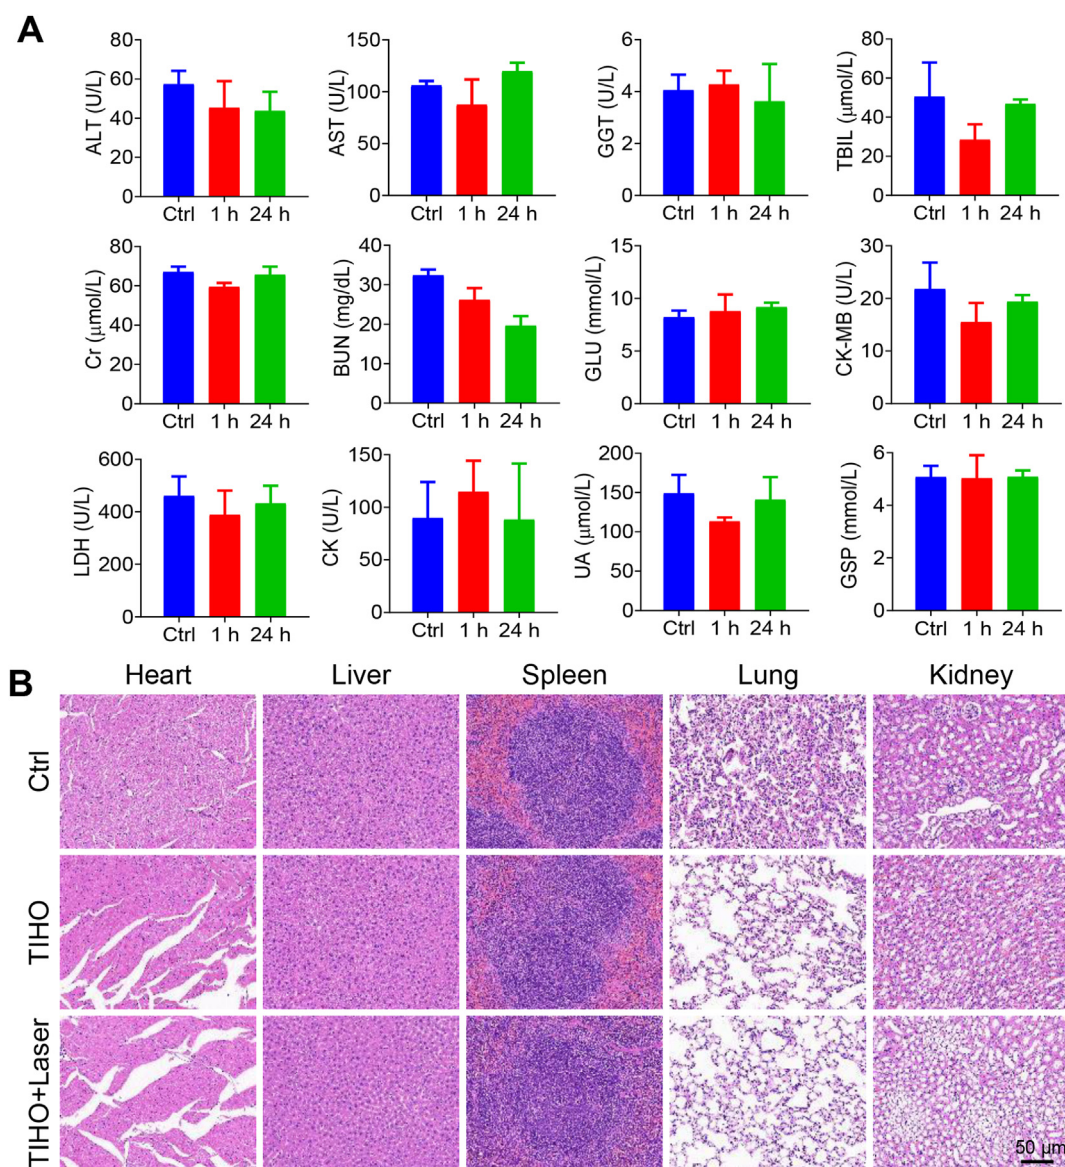 A
ALT (U/L)
80
60
40
20
0
Ctrl 1 h 24 h
AST (U/L)
150
100
50
0
Ctrl 1 h 24 h
GGT (U/L)
6
4
2
0
Ctrl 1 h 24 h
TBIL (μmol/L)
80
60
40
20
0
Ctrl 1 h 24 h
Cr (μmol/L)
80
60
40
20
0
Ctrl 1 h 24 h
BUN (mg/dL)
40
30
20
10
0
Ctrl 1 h 24 h
GLU (mmol/L)
15
10
5
0
Ctrl 1 h 24 h
CK-MB (U/L)
30
20
10
0
Ctrl 1 h 24 h
LDH (U/L)
600
400
200
0
Ctrl 1 h 24 h
CK (U/L)
150
100
50
0
Ctrl 1 h 24 h
UA (μmol/L)
200
150
100
50
0
Ctrl 1 h 24 h
GSP (mmol/L)
6
4
2
0
Ctrl 1 h 24 h
B
Heart Liver Spleen Lung Kidney
Ctrl
TIHO
TIHO+Laser
50 μm